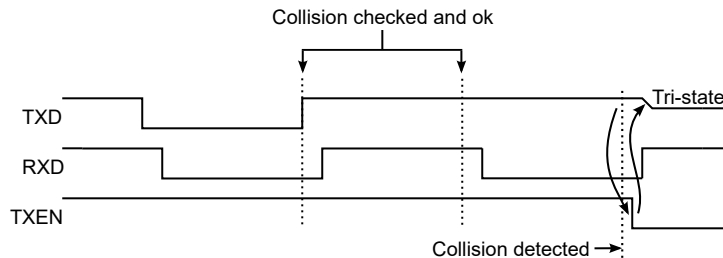 Collision checked and ok
Tri-state
TXD
RXD
TXEN
Collision detected